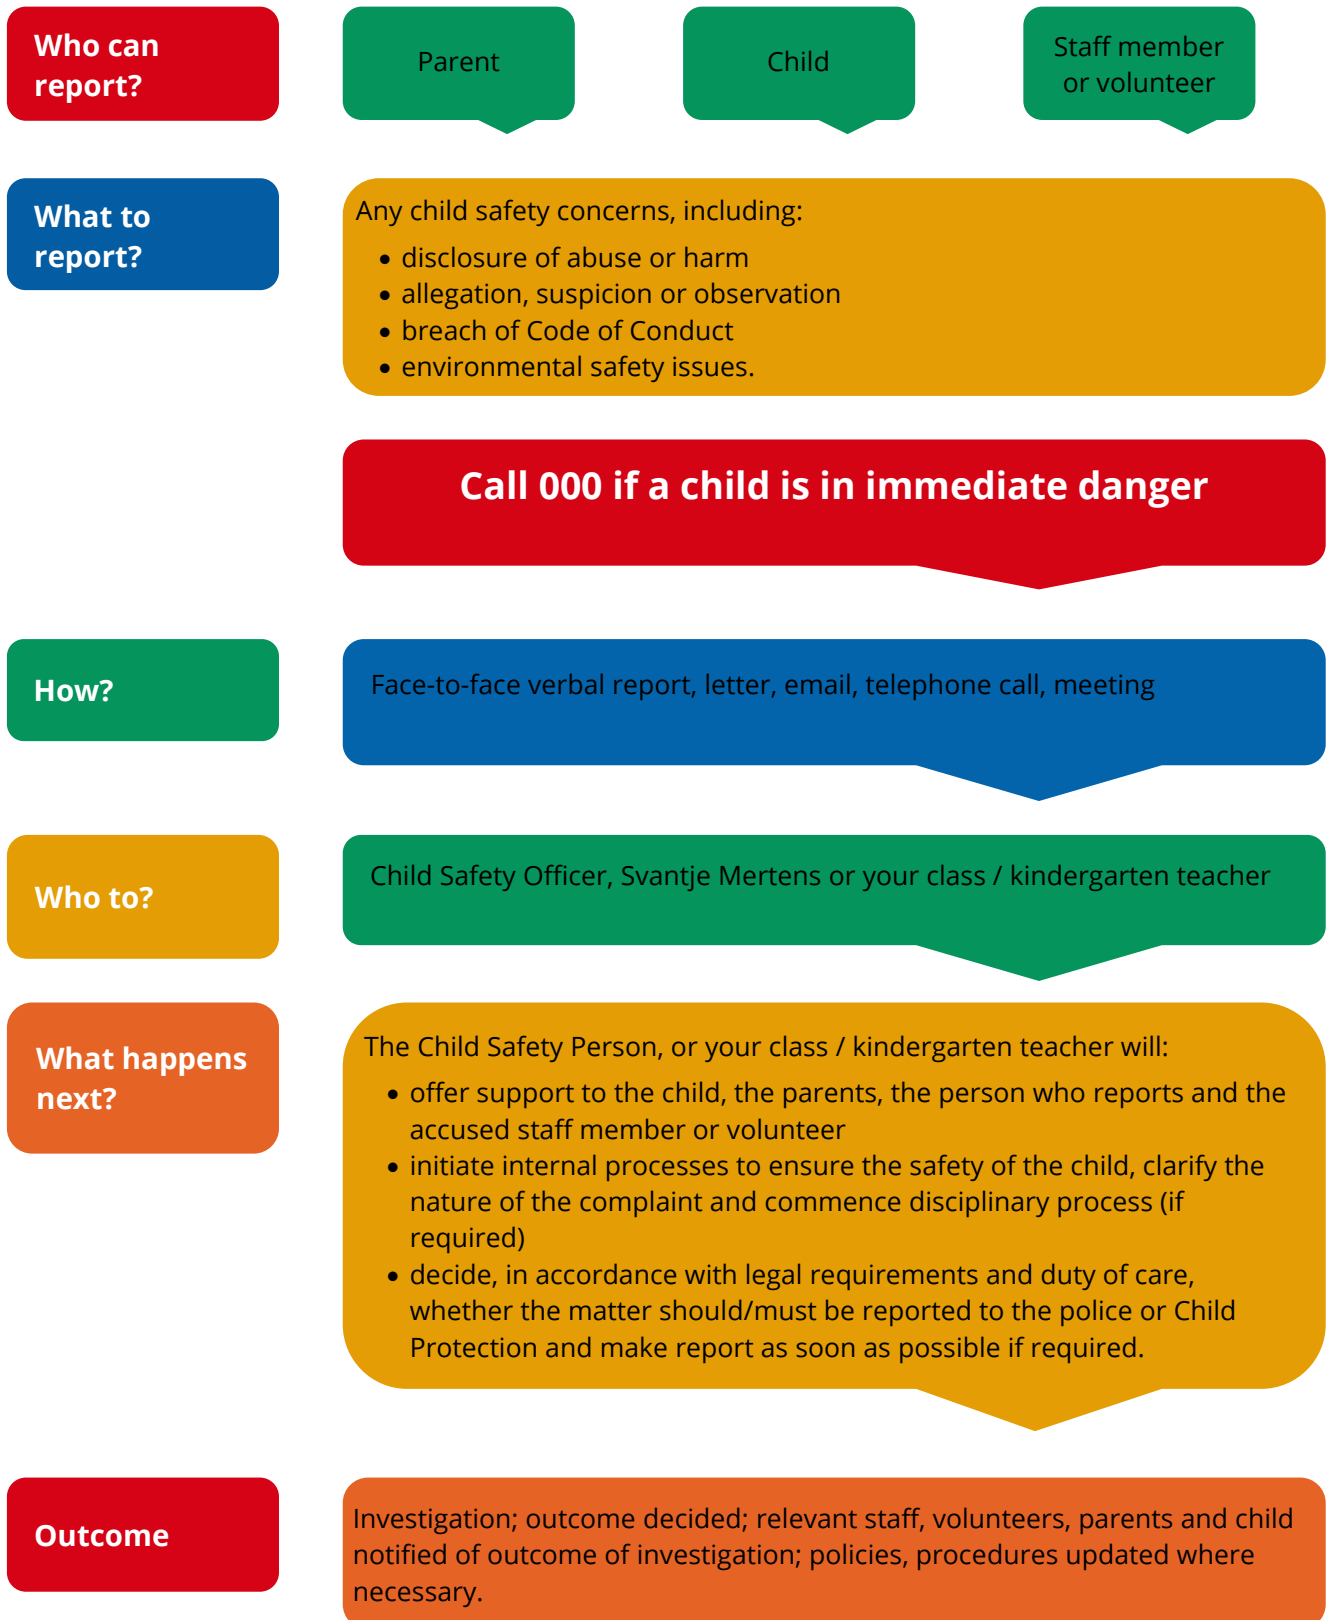 Who can
report?
Parent
Child
Staff member
or volunteer
What to
report?
Any child safety concerns, including:
• disclosure of abuse or harm
• allegation, suspicion or observation
• breach of Code of Conduct
• environmental safety issues.
Call 000 if a child is in immediate danger
How?
Face-to-face verbal report, letter, email, telephone call, meeting
Who to?
Child Safety Officer, Svantje Mertens or your class / kindergarten teacher
What happens
next?
The Child Safety Person, or your class / kindergarten teacher will:
• offer support to the child, the parents, the person who reports and the
accused staff member or volunteer
• initiate internal processes to ensure the safety of the child, clarify the
nature of the complaint and commence disciplinary process (if
required)
• decide, in accordance with legal requirements and duty of care,
whether the matter should/must be reported to the police or Child
Protection and make report as soon as possible if required.
Outcome
Investigation; outcome decided; relevant staff, volunteers, parents and child
notified of outcome of investigation; policies, procedures updated where
necessary.